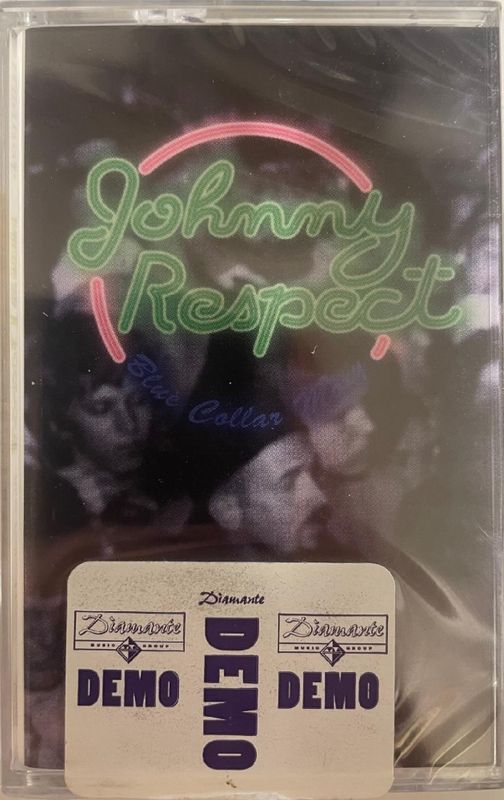 Johnny
Respect
Blue Collar
Diamante
Diamante
MUSIC GROUP
DEMO
DEMO
Diamante
MUSIC GROUP
DEMO